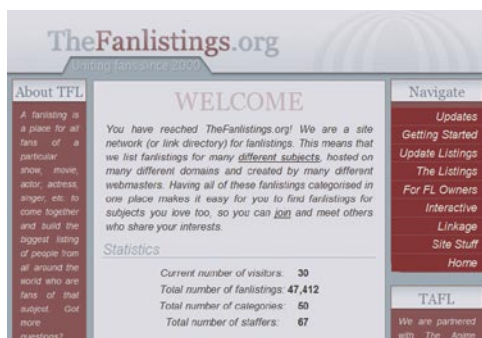 TheFanlistings.org
Uniting fans since 2000
About TFL
A fanlisting is
a place for all
fans of a
particular
show, movie,
actor, actress,
singer, etc. to
come together
and build the
biggest listing
of people from
all around the
world who are
fans of that
subject. Got
more
questions?
WELCOME
You have reached TheFanlistings.org! We are a site
network (or link directory) for fanlistings. This means that
we list fanlistings for many different subjects, hosted on
many different domains and created by many different
webmasters. Having all of these fanlistings categorised in
one place makes it easy for you to find fanlistings for
subjects you love too, so you can join and meet others
who share your interests.
Statistics
Current number of visitors: 30
Total number of fanlistings: 47,412
Total number of categories: 50
Total number of staffers: 67
Navigate
Updates
Getting Started
Update Listings
The Listings
For FL Owners
Interactive
Linkage
Site Stuff
Home
TAFL
We are partnered
with The Anime